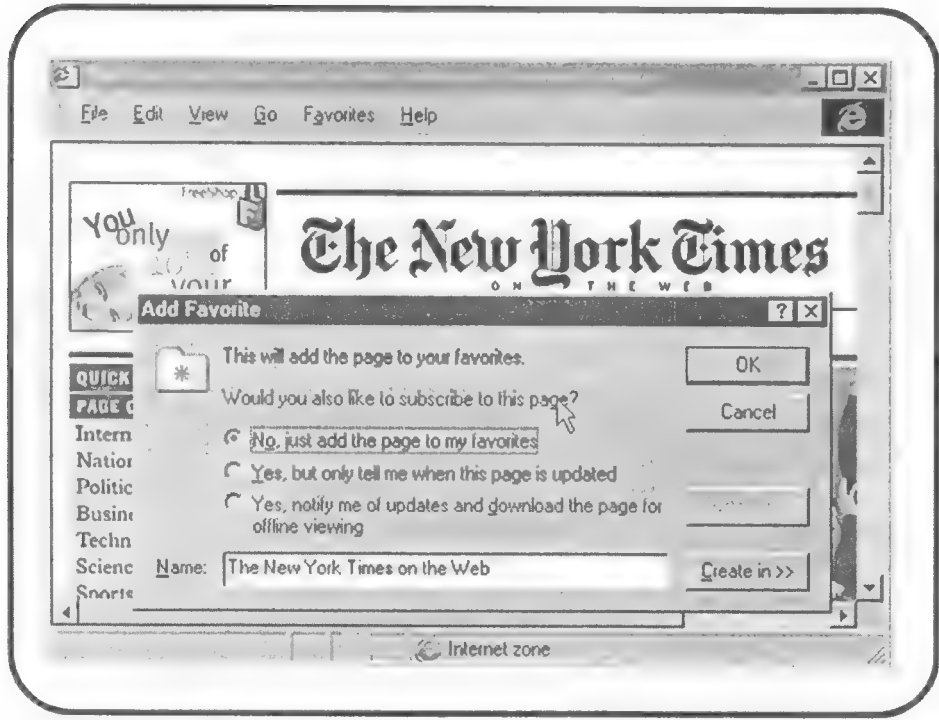 File Edit View Go Favorites Help
FreeShop
You
only
of
your
The New York Times
ON THE WEB
Add Favorite
This will add the page to your favorites.
OK
Would you also like to subscribe to this page?
Cancel
No, just add the page to my favorites
Yes, but only tell me when this page is updated
Yes, notify me of updates and download the page for
offline viewing
Name: The New York Times on the Web
Create in >>
QUICK
PAGE
Intern
Nation
Politic
Busin
Techn
Scienc
Sports
Internet zone